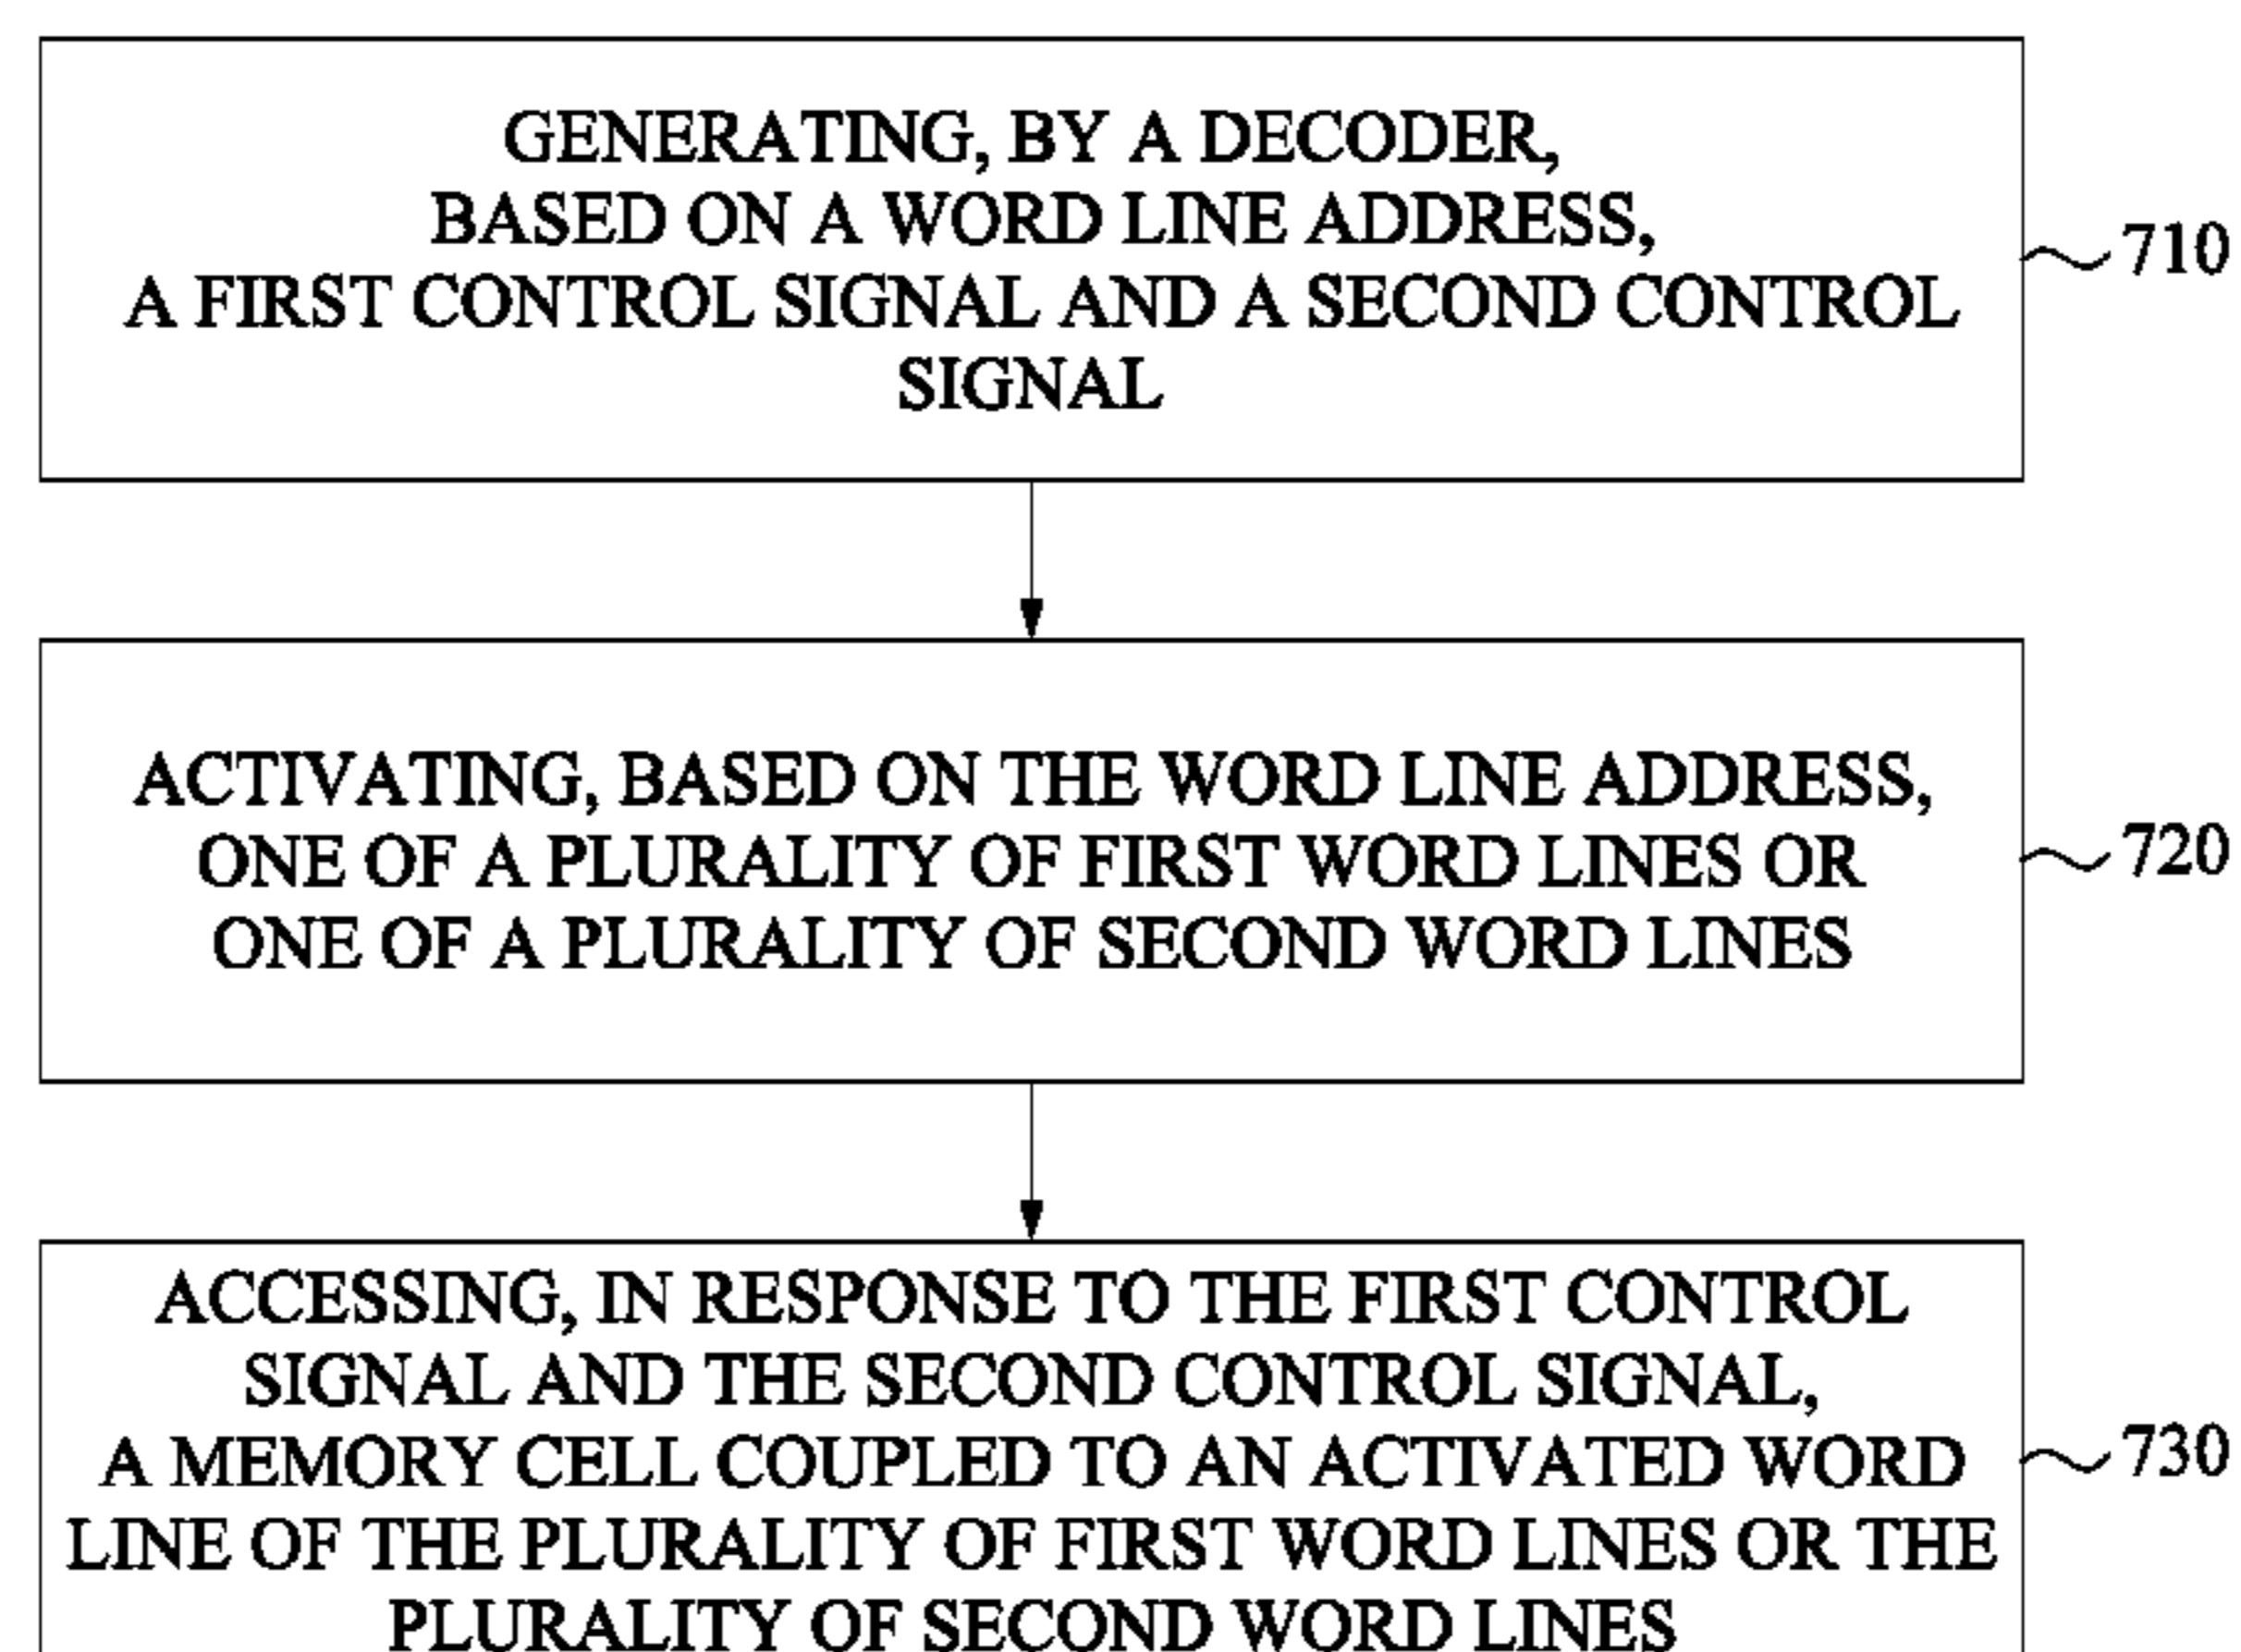 GENERATING, BY A DECODER,
BASED ON A WORD LINE ADDRESS,
A FIRST CONTROL SIGNAL AND A SECOND CONTROL
SIGNAL
710
ACTIVATING, BASED ON THE WORD LINE ADDRESS,
ONE OF A PLURALITY OF FIRST WORD LINES OR
ONE OF A PLURALITY OF SECOND WORD LINES
720
ACCESSING, IN RESPONSE TO THE FIRST CONTROL
SIGNAL AND THE SECOND CONTROL SIGNAL,
A MEMORY CELL COUPLED TO AN ACTIVATED WORD
LINE OF THE PLURALITY OF FIRST WORD LINES OR THE
PLURALITY OF SECOND WORD LINES
730